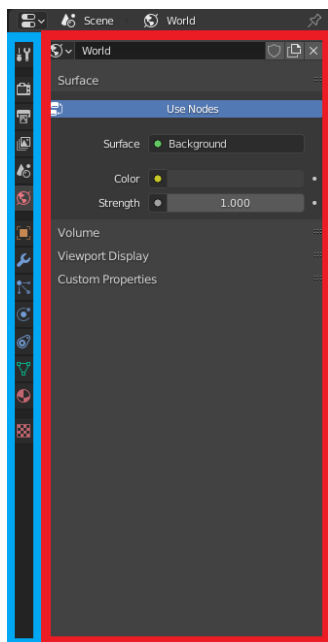 Scene World
World
Surface
Use Nodes
Surface Background
Color
Strength 1.000
Volume
Viewport Display
Custom Properties